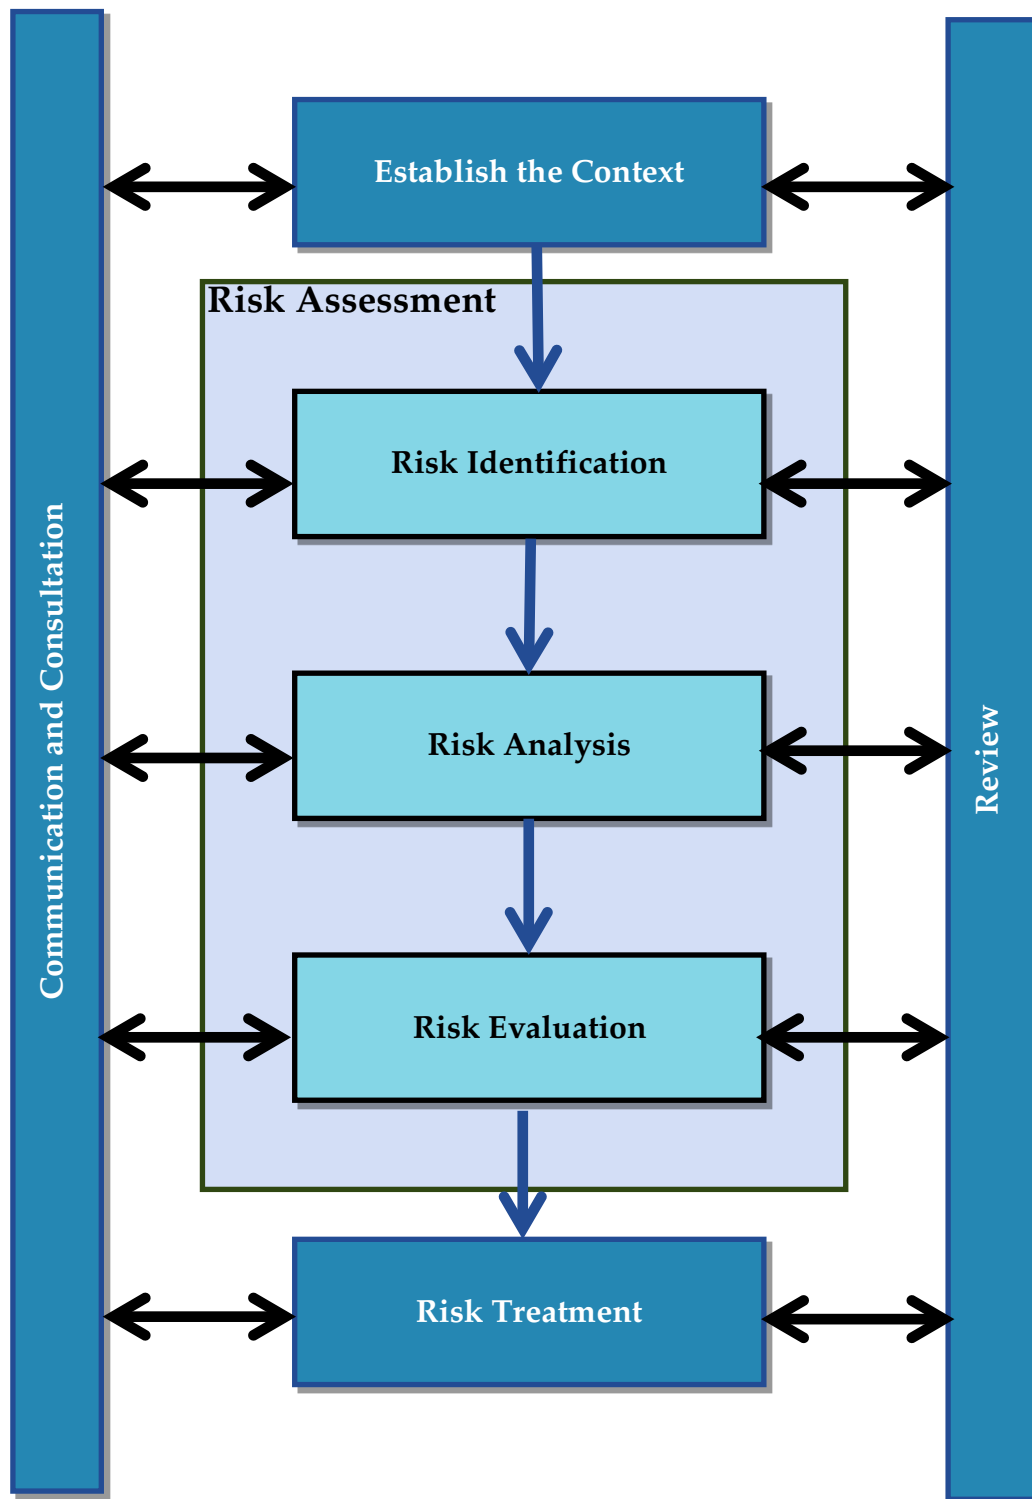 Establish the Context
Risk Assessment
Risk Identification
Risk Analysis
Risk Evaluation
Risk Treatment
Communication and Consultation
Review